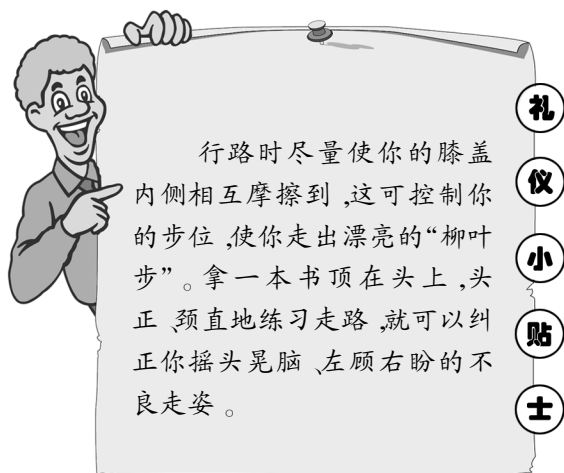 行路时尽量使你的膝盖
内侧相互摩擦到,这可控制你
的步位,使你走出漂亮的“柳叶
步”。拿一本书顶在头上,头
正、颈直地练习走路,就可以纠
正你摇头晃脑、左顾右盼的不
良走姿。
礼
仪
小
贴
士